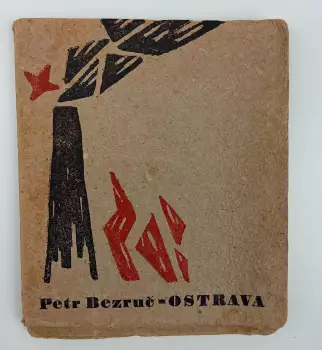 Petr Bezruč = OSTRAVA